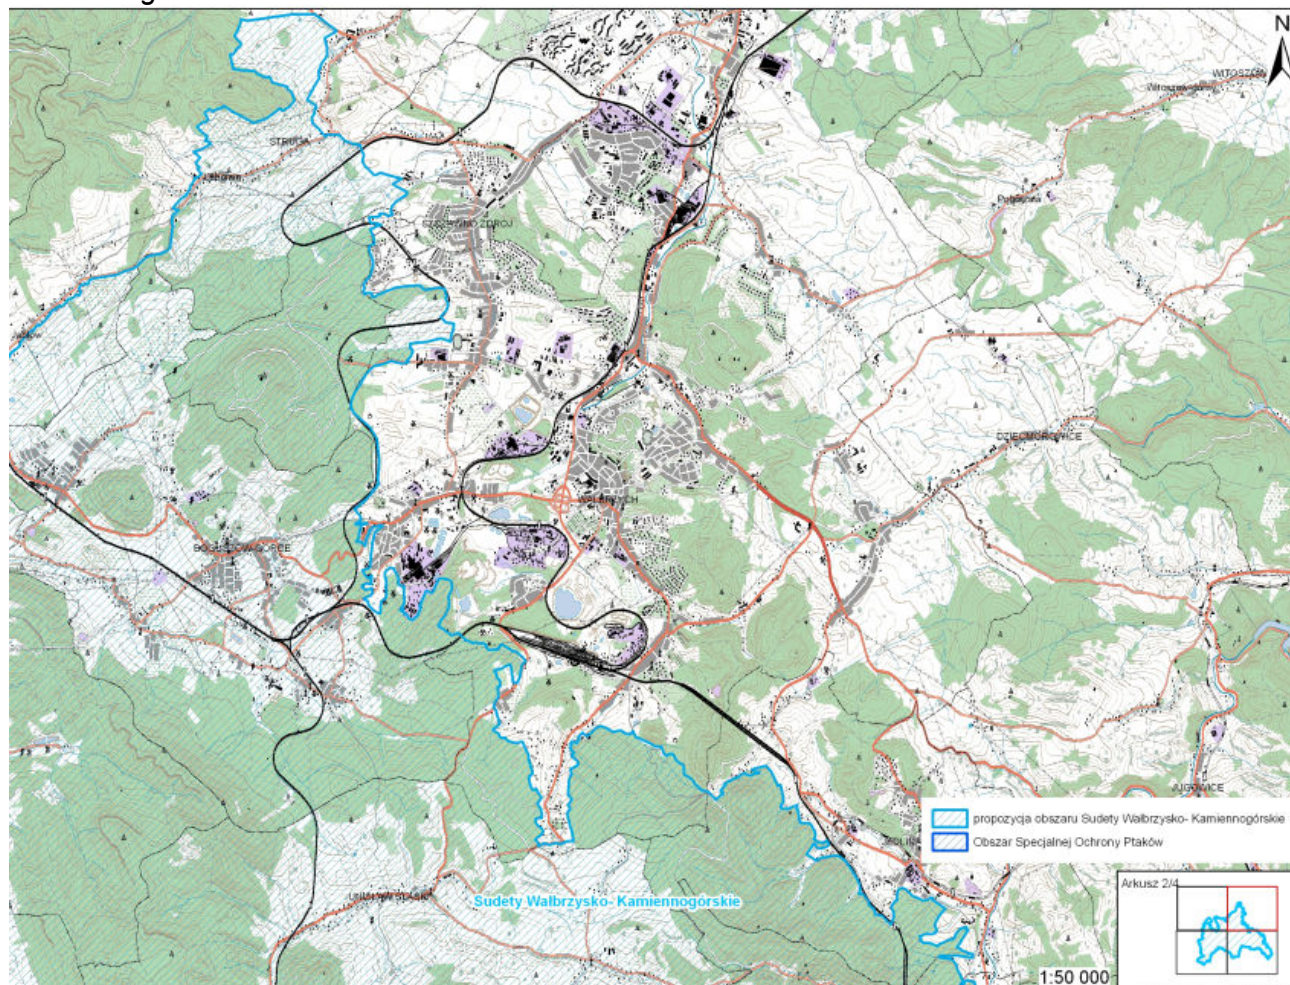 N
STRUGA
SZCZAWNO ZDRÓJ
WAŁBRZYCH
DZIEĆMOROWICE
BOGUSZÓW-GORCE
JUGOWICE
propozycja obszaru Sudety Wałbrzysko- Kamiennogórskie
Obszar Specjalnej Ochrony Ptaków
Sudety Wałbrzysko- Kamiennogórskie
Arkusz 2/4
1:50 000